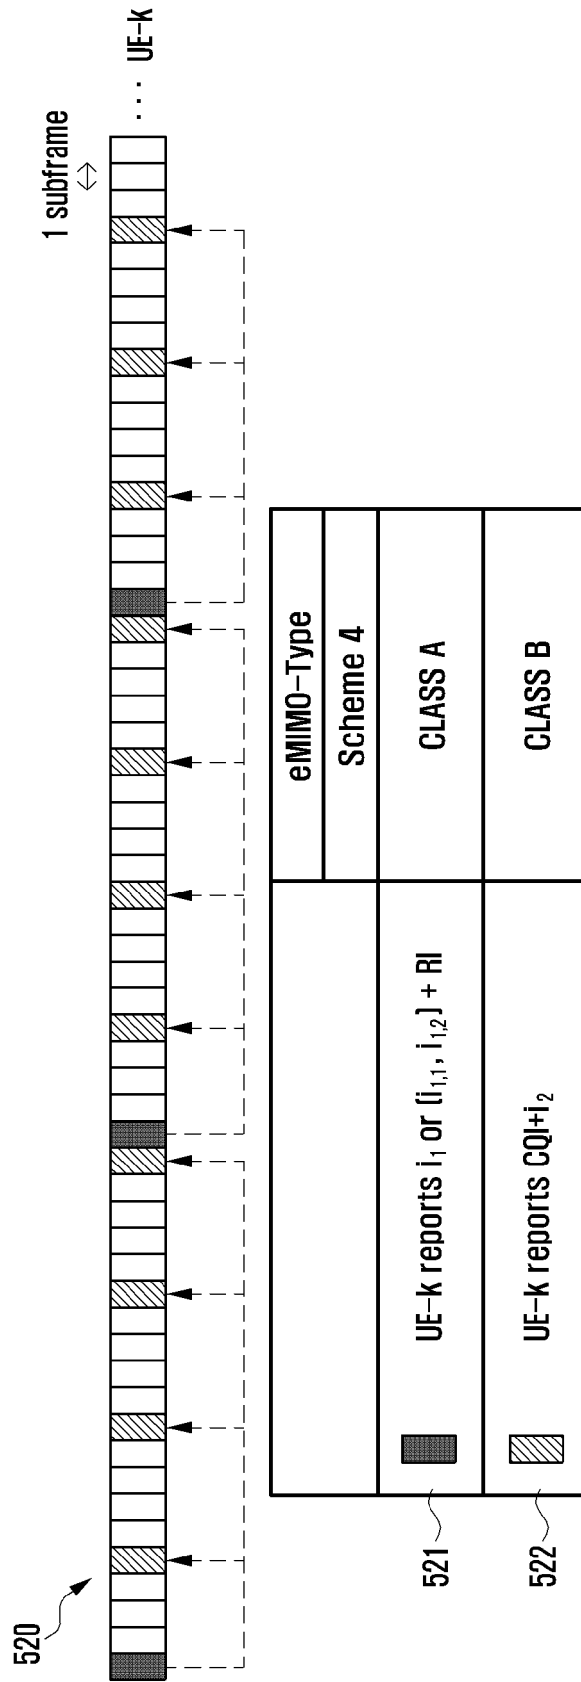 520
1 subframe
· · · UE-K
eMIMO-Type
Scheme 4
521
UE-K reports i₁ or (i₁,₁, i₁,₂) + RI
CLASS A
522
UE-K reports CQI+i₂
CLASS B